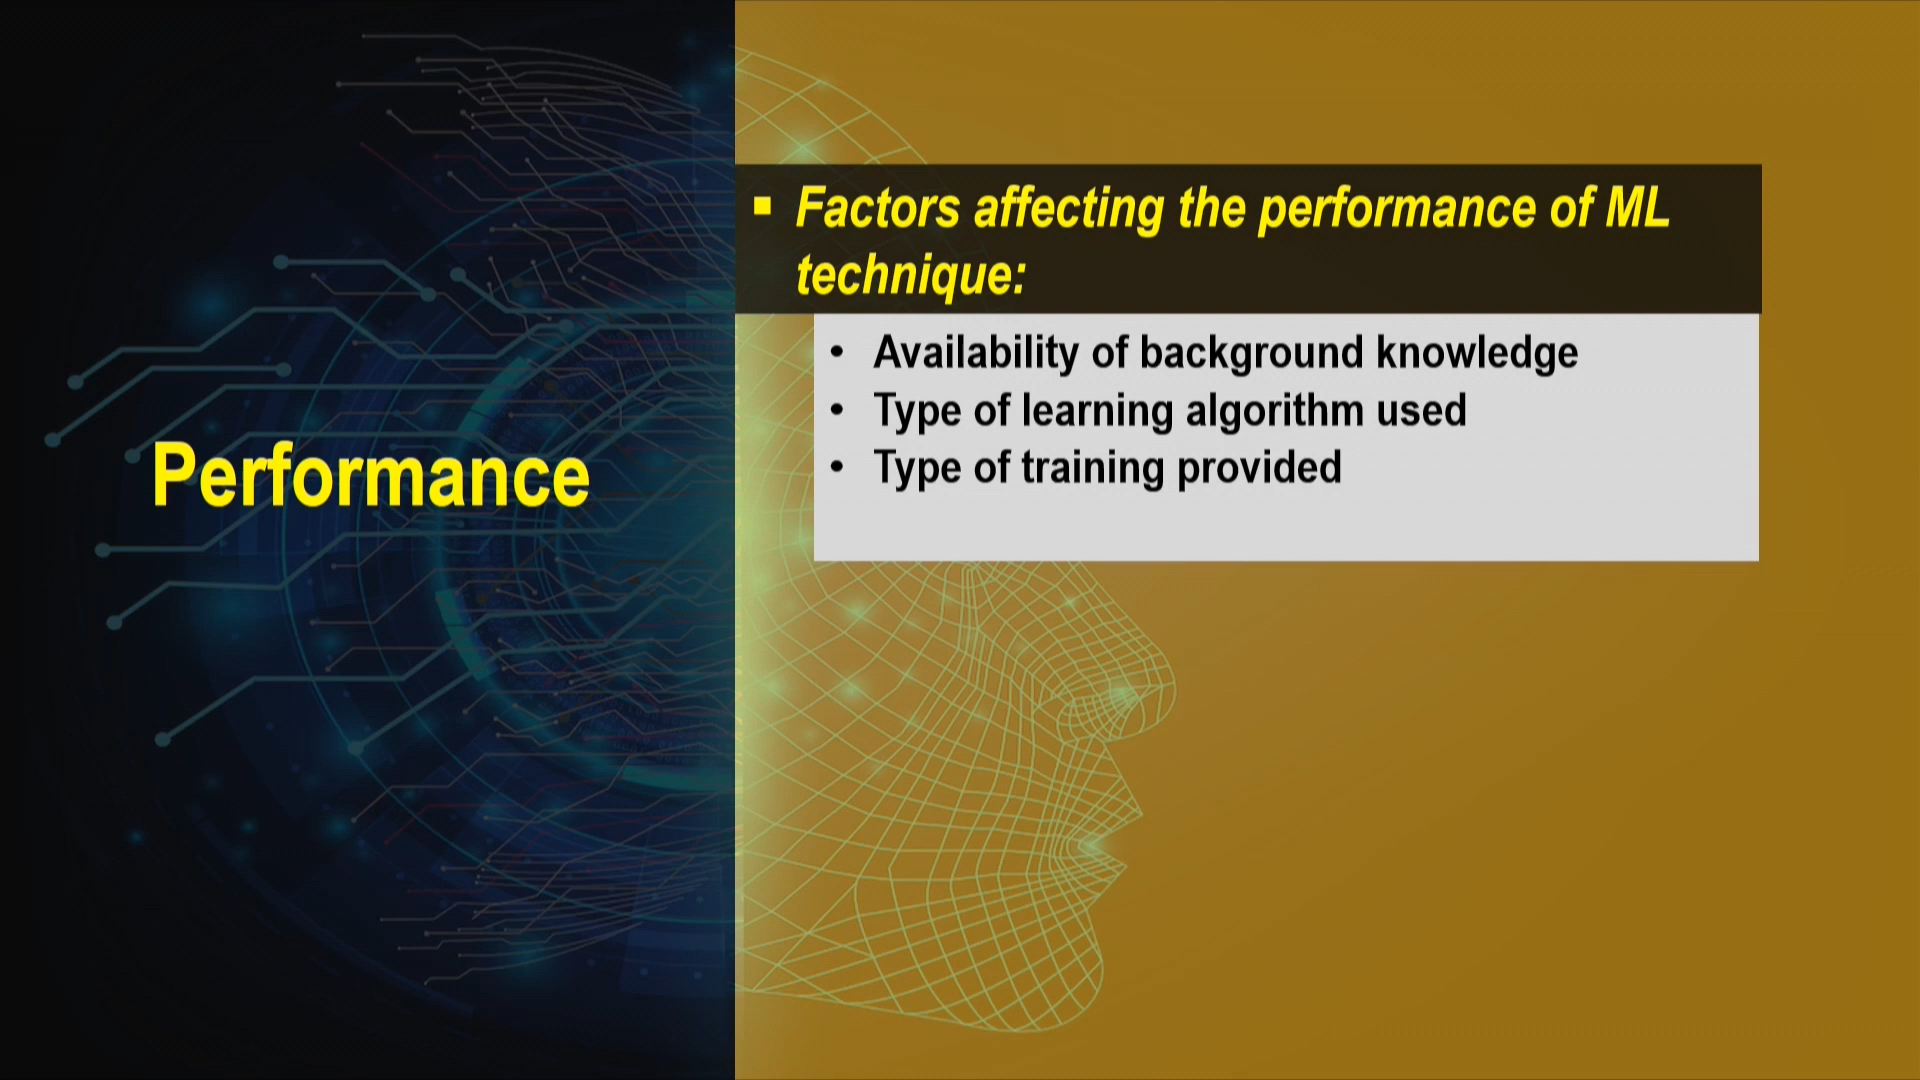 Performance
▪ Factors affecting the performance of ML
technique:
• Availability of background knowledge
• Type of learning algorithm used
• Type of training provided